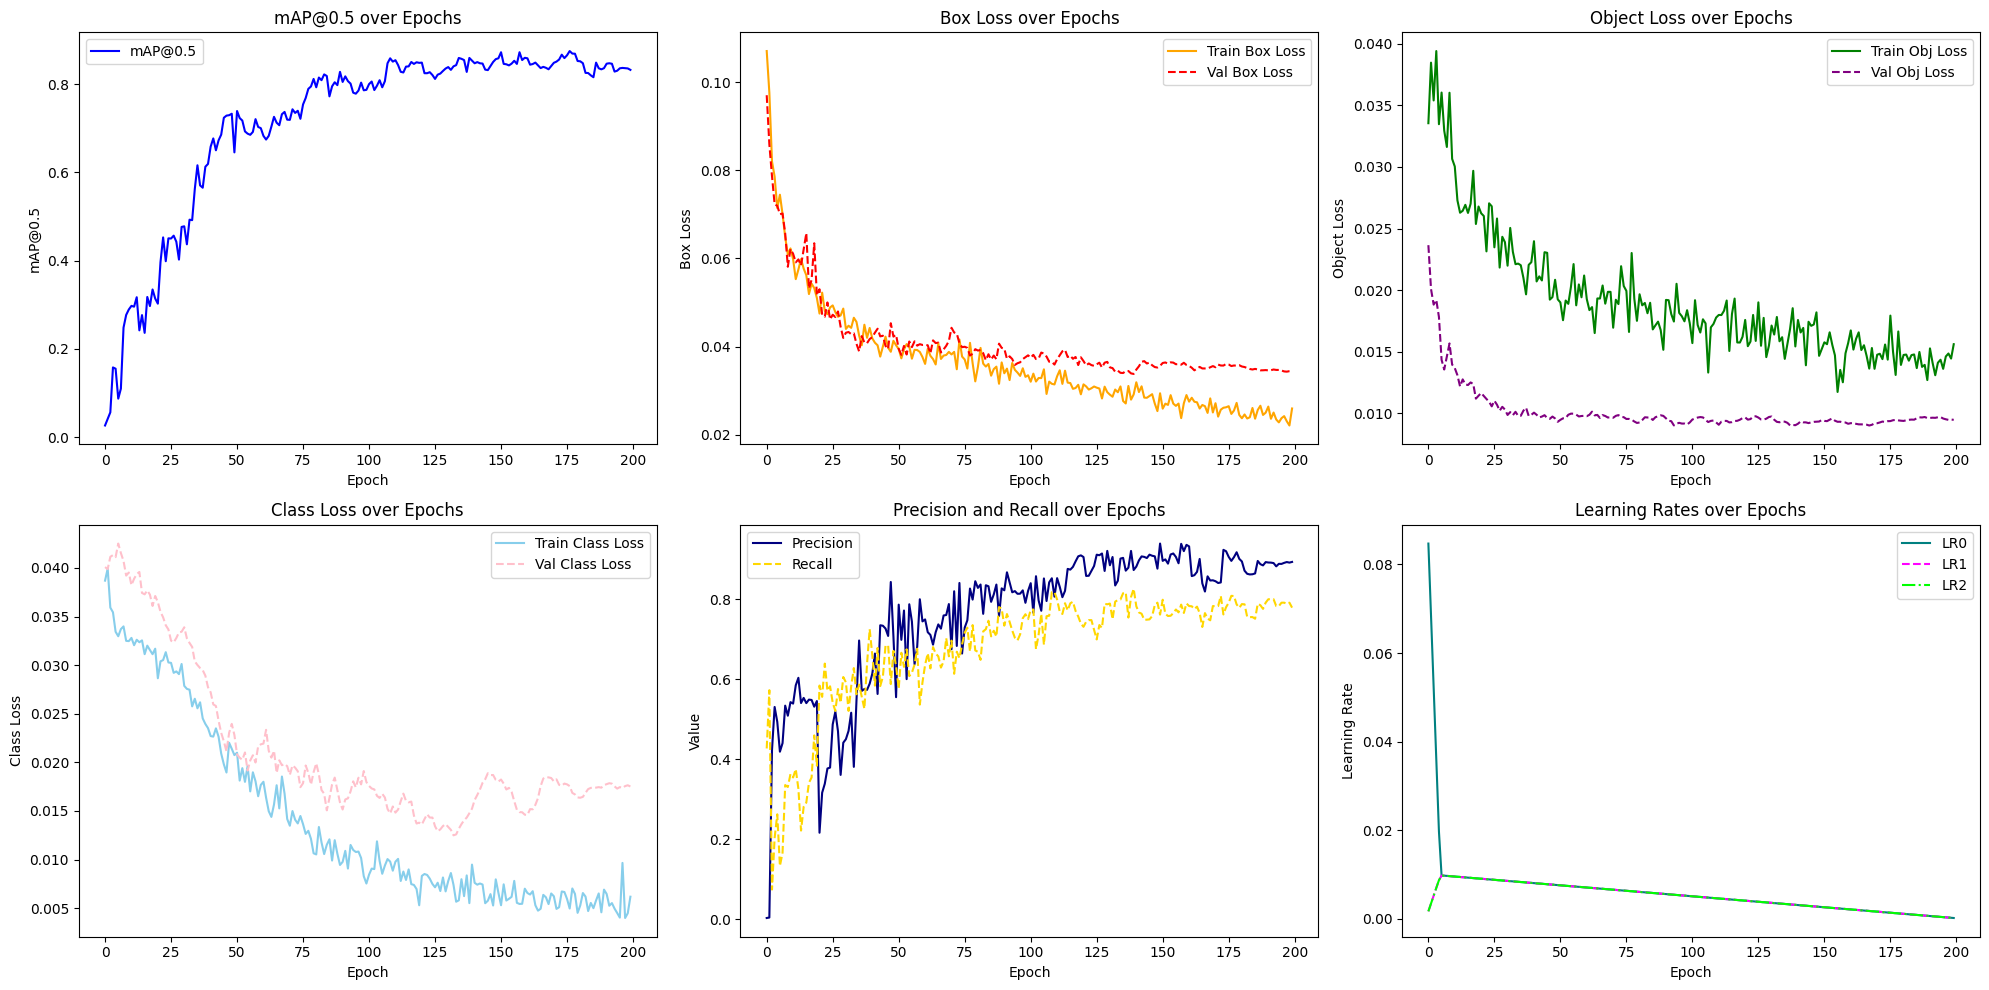 mAP@0.5 over Epochs
mAP@0.5
mAP@0.5
0.8
0.6
0.4
0.2
0.0
0 25 50 75 100 125 150 175 200
Epoch
Box Loss over Epochs
Train Box Loss
Val Box Loss
Box Loss
0.10
0.08
0.06
0.04
0.02
0 25 50 75 100 125 150 175 200
Epoch
Object Loss over Epochs
Train Obj Loss
Val Obj Loss
Object Loss
0.040
0.035
0.030
0.025
0.020
0.015
0.010
0 25 50 75 100 125 150 175 200
Epoch
Class Loss over Epochs
Train Class Loss
Val Class Loss
Class Loss
0.040
0.035
0.030
0.025
0.020
0.015
0.010
0.005
0 25 50 75 100 125 150 175 200
Epoch
Precision and Recall over Epochs
Precision
Recall
Value
0.8
0.6
0.4
0.2
0.0
0 25 50 75 100 125 150 175 200
Epoch
Learning Rates over Epochs
LR0
LR1
LR2
Learning Rate
0.08
0.06
0.04
0.02
0.00
0 25 50 75 100 125 150 175 200
Epoch